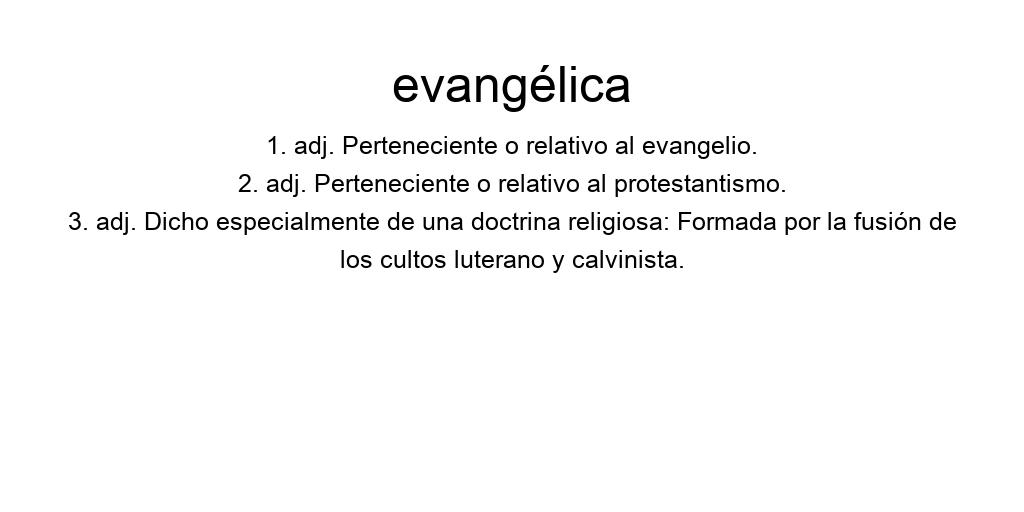 evangélica
1. adj. Perteneciente o relativo al evangelio.
2. adj. Perteneciente o relativo al protestantismo.
3. adj. Dicho especialmente de una doctrina religiosa: Formada por la fusión de
los cultos luterano y calvinista.